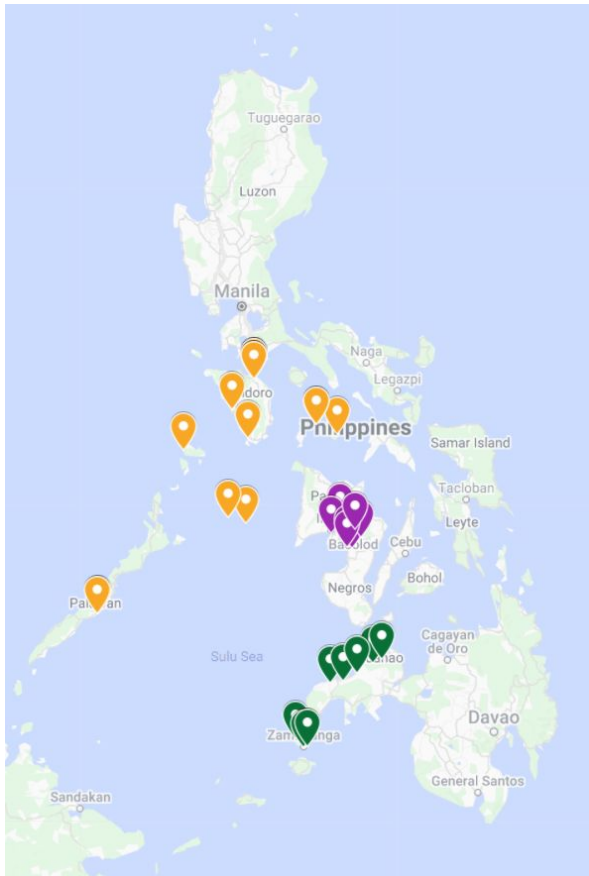 Tuguegarao
Luzon
Manila
Naga
Legazpi
Philippines
Samar Island
Tacloban
Leyte
Cebu
Bacolod
Bohol
Negros
Cagayan
de Oro
Sulu Sea
Davao
General Santos
Sandakan